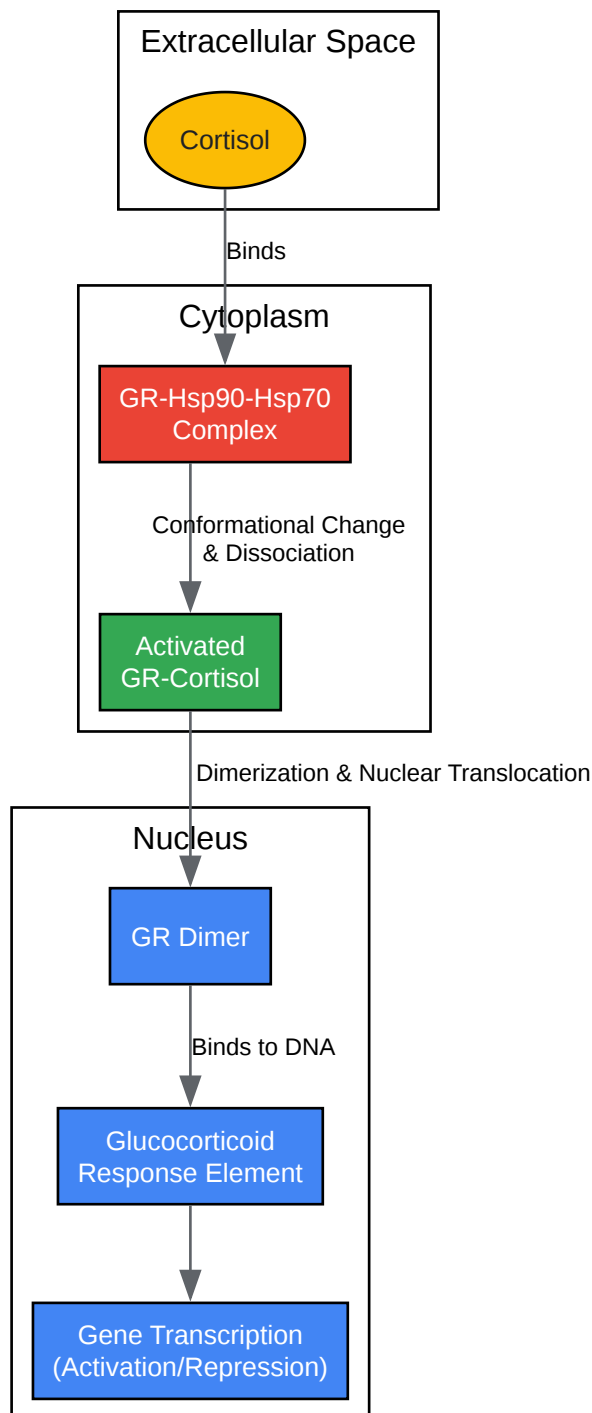 Extracellular Space
Cortisol
Binds
Cytoplasm
GR-Hsp90-Hsp70
Complex
Conformational Change
& Dissociation
Activated
GR-Cortisol
Dimerization & Nuclear Translocation
Nucleus
GR Dimer
Binds to DNA
Glucocorticoid
Response Element
Gene Transcription
(Activation/Repression)